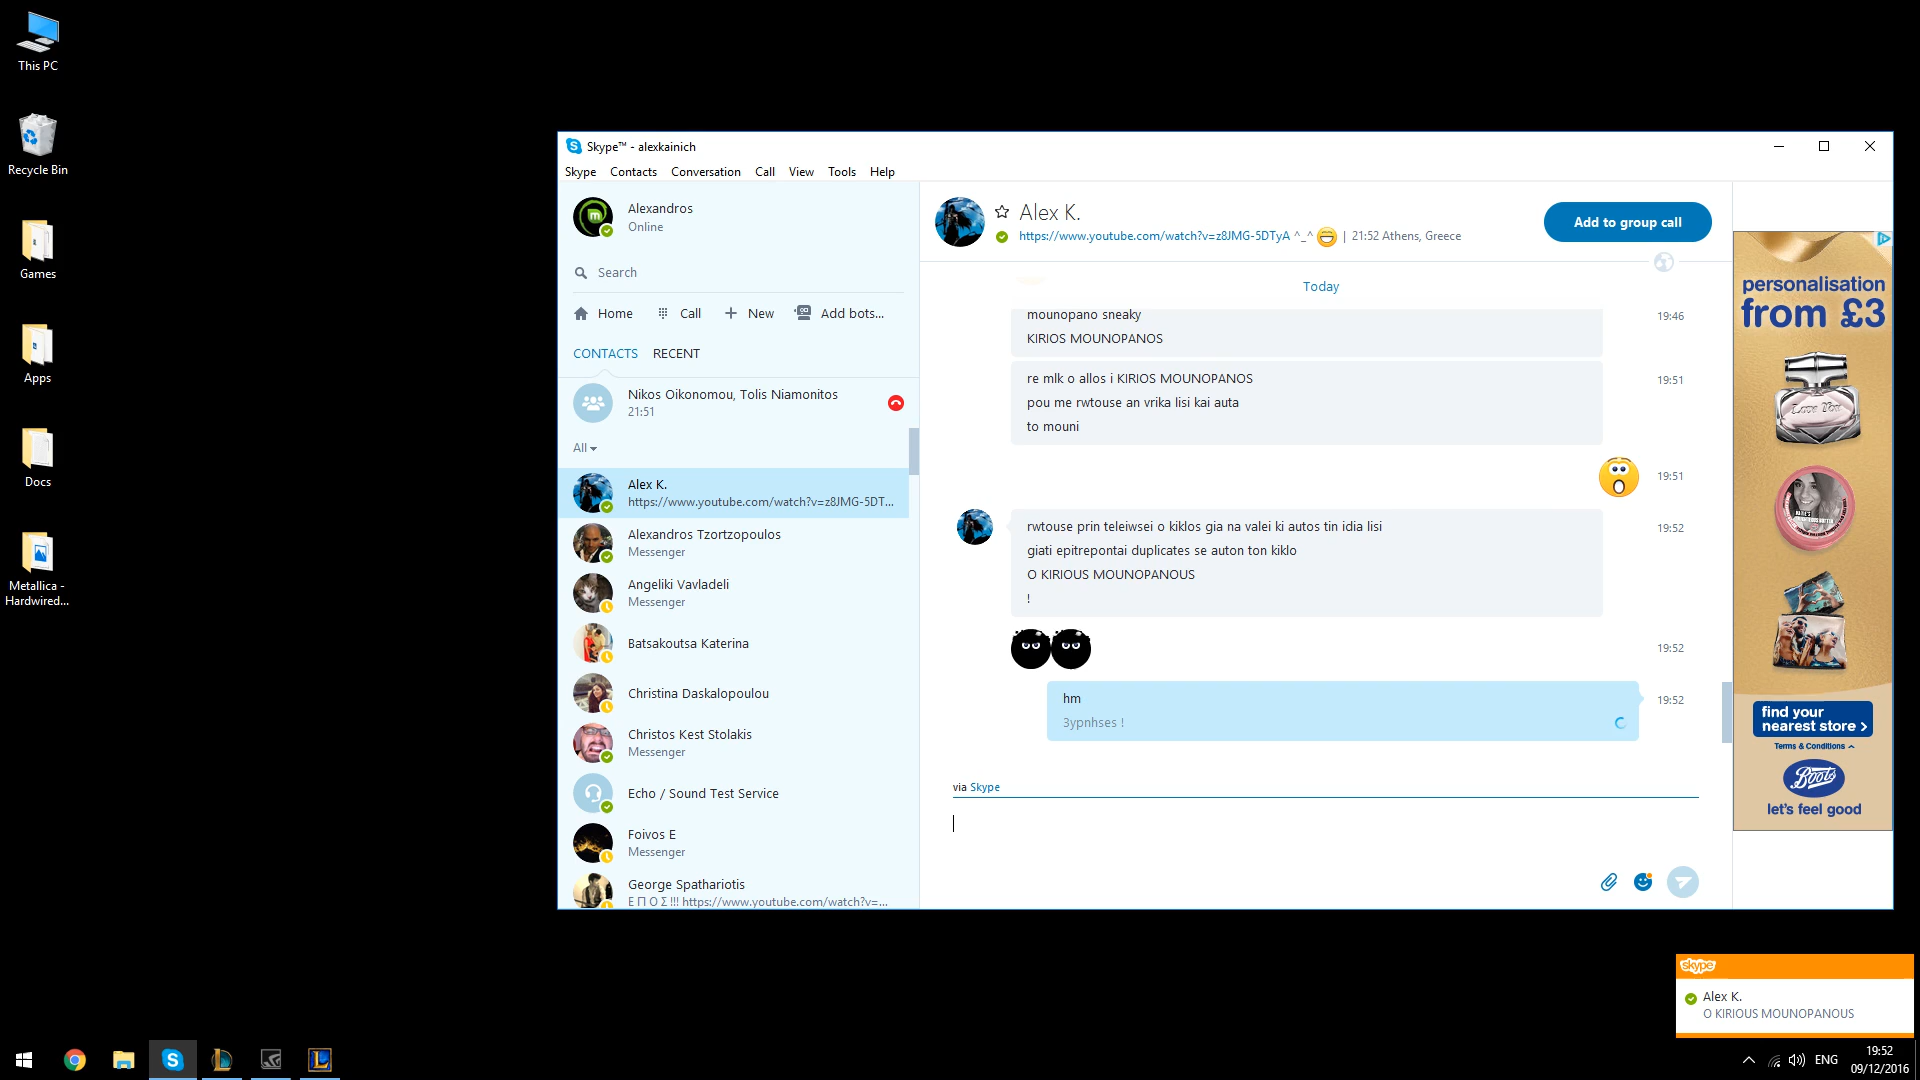 This PC
Recycle Bin
Games
Apps
Docs
Metallica -
Hardwired...
Skype™ - alexkainich
Skype Contacts Conversation Call View Tools Help
Alexandros
Online
Search
Home Call New Add bots...
CONTACTS RECENT
Nikos Oikonomou, Tolis Niamonitos
21:51
All
Alex K.
https://www.youtube.com/watch?v=z8JMG-5DT...
Alexandros Tzortzopoulos
Messenger
Angeliki Vavladeli
Messenger
Batsakoutsa Katerina
Christina Daskalopoulou
Christos Kest Stolakis
Messenger
Echo / Sound Test Service
Foivos E
Messenger
George Spathariotis
Ε Π Ο Σ !!! https://www.youtube.com/watch?v=...
Alex K.
https://www.youtube.com/watch?v=z8JMG-5DTyA ^_^ | 21:52 Athens, Greece
Add to group call
Today
mounopano sneaky 19:46
KIRIOS MOUNOPANOS
re mlk o allos i KIRIOS MOUNOPANOS 19:51
pou me rwtouse an vrika lisi kai auta
to mouni
19:51
rwtouse prin teleiwsei o kiklos gia na valei ki autos tin idia lisi 19:52
giati epitrepontai duplicates se auton ton kiklo
O KIRIOUS MOUNOPANOUS
!
19:52
hm 19:52
3ypnhses !
via Skype
personalisation
from £3
Love You
find your
nearest store >
Terms & Conditions
Boots
let's feel good
skype
Alex K.
O KIRIOUS MOUNOPANOUS
ENG
19:52
09/12/2016